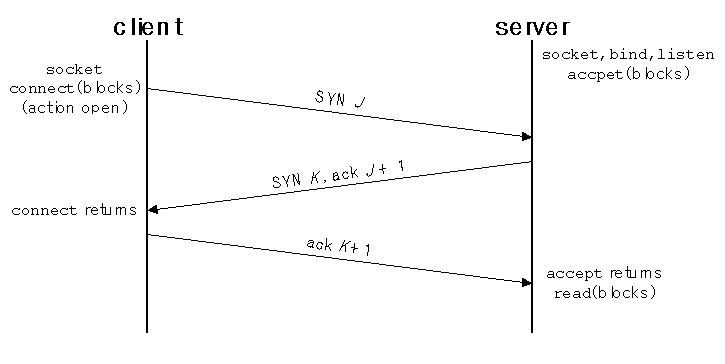 client
server
socket
connect(blocks)
(action open)
socket, bind, listen
accpet(blocks)
SYN J
SYN K, ack J+ 1
connect returns
ack K+ 1
accept returns
read(blocks)